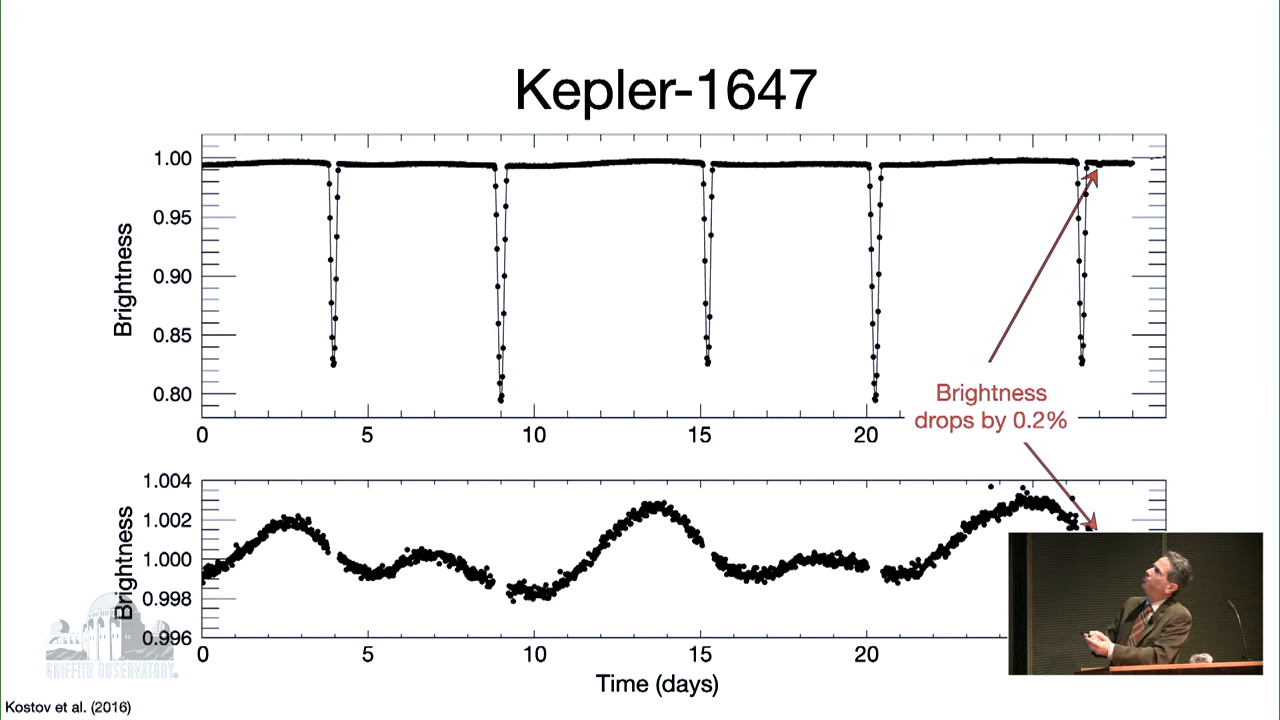 Kepler-1647
1.00
0.95
0.90
0.85
0.80
Brightness
0 5 10 15 20
Brightness
drops by 0.2%
1.004
1.002
1.000
0.998
0.996
Brightness
0 5 10 15 20
Time (days)
GRIFFITH OBSERVATORY
Kostov et al. (2016)